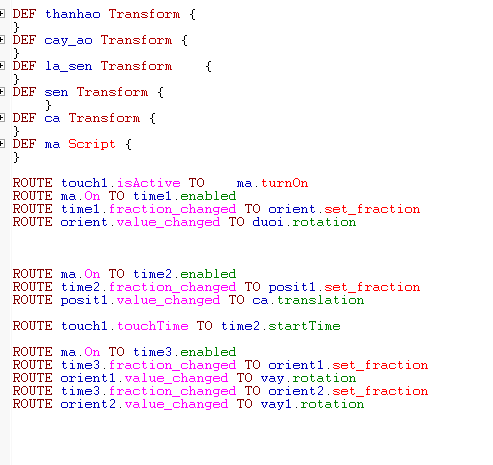 DEF thanhao Transform {
}
DEF cay_ao Transform {
}
DEF la_sen Transform    {
}
DEF sen Transform {
    }
DEF ca Transform {
}
DEF ma Script {
}
ROUTE touch1.isActive TO    ma.turnOn
ROUTE ma.On TO time1.enabled
ROUTE time1.fraction_changed TO orient.set_fraction
ROUTE orient.value_changed TO duoi.rotation
ROUTE ma.On TO time2.enabled
ROUTE time2.fraction_changed TO posit1.set_fraction
ROUTE posit1.value_changed TO ca.translation
ROUTE touch1.touchTime TO time2.startTime
ROUTE ma.On TO time3.enabled
ROUTE time3.fraction_changed TO orient1.set_fraction
ROUTE orient1.value_changed TO vay.rotation
ROUTE time3.fraction_changed TO orient2.set_fraction
ROUTE orient2.value_changed TO vay1.rotation